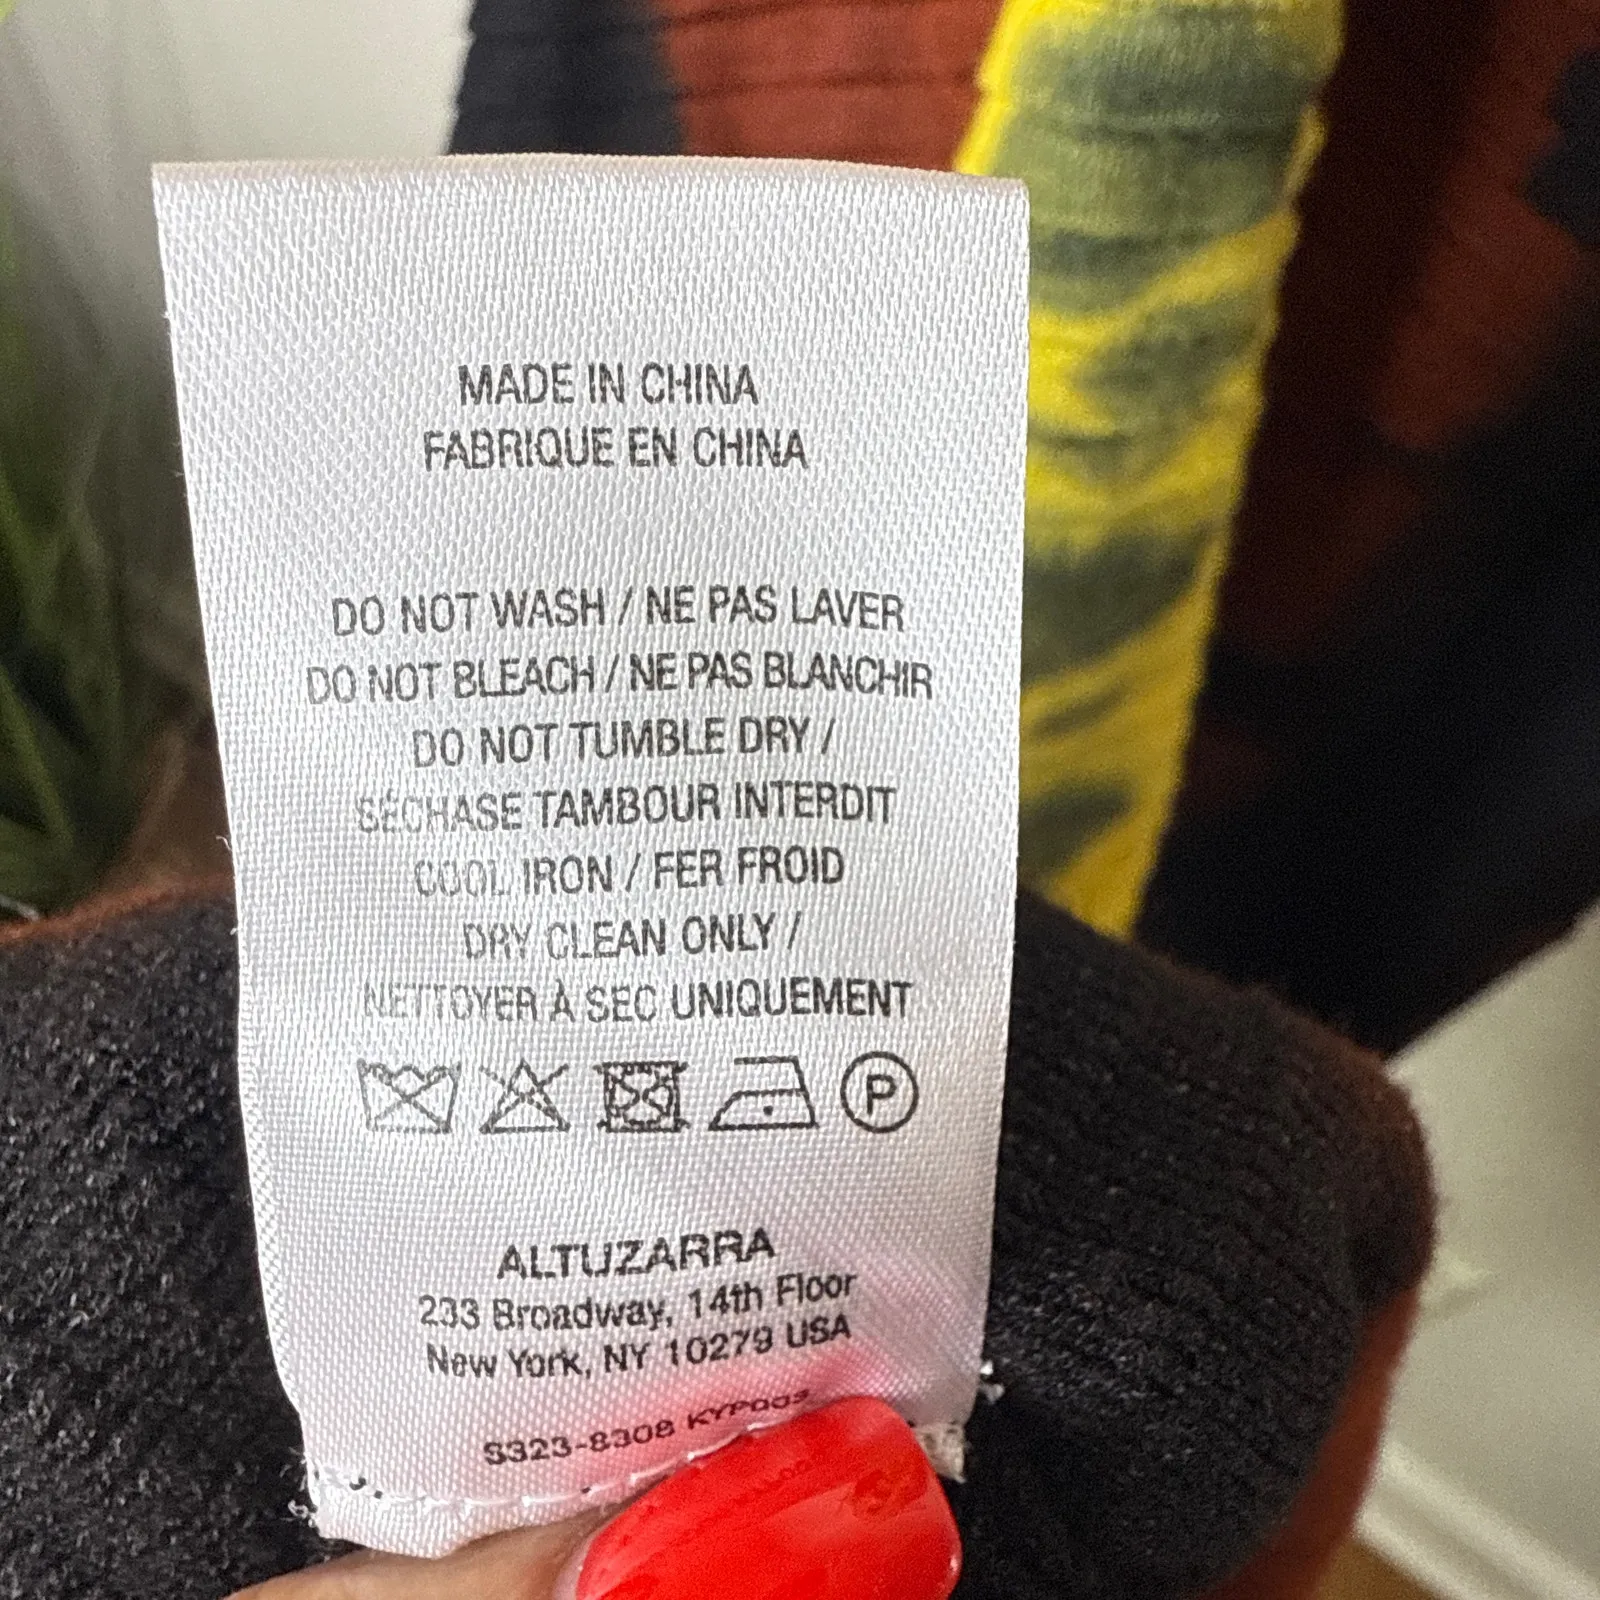 MADE IN CHINA
FABRIQUE EN CHINA
DO NOT WASH / NE PAS LAVER
DO NOT BLEACH / NE PAS BLANCHIR
DO NOT TUMBLE DRY /
SÉCHASE TAMBOUR INTERDIT
COOL IRON / FER FROID
DRY CLEAN ONLY /
NETTOYER À SEC UNIQUEMENT
P
ALTUZARRA
233 Broadway, 14th Floor
New York, NY 10279 USA
S323-8308